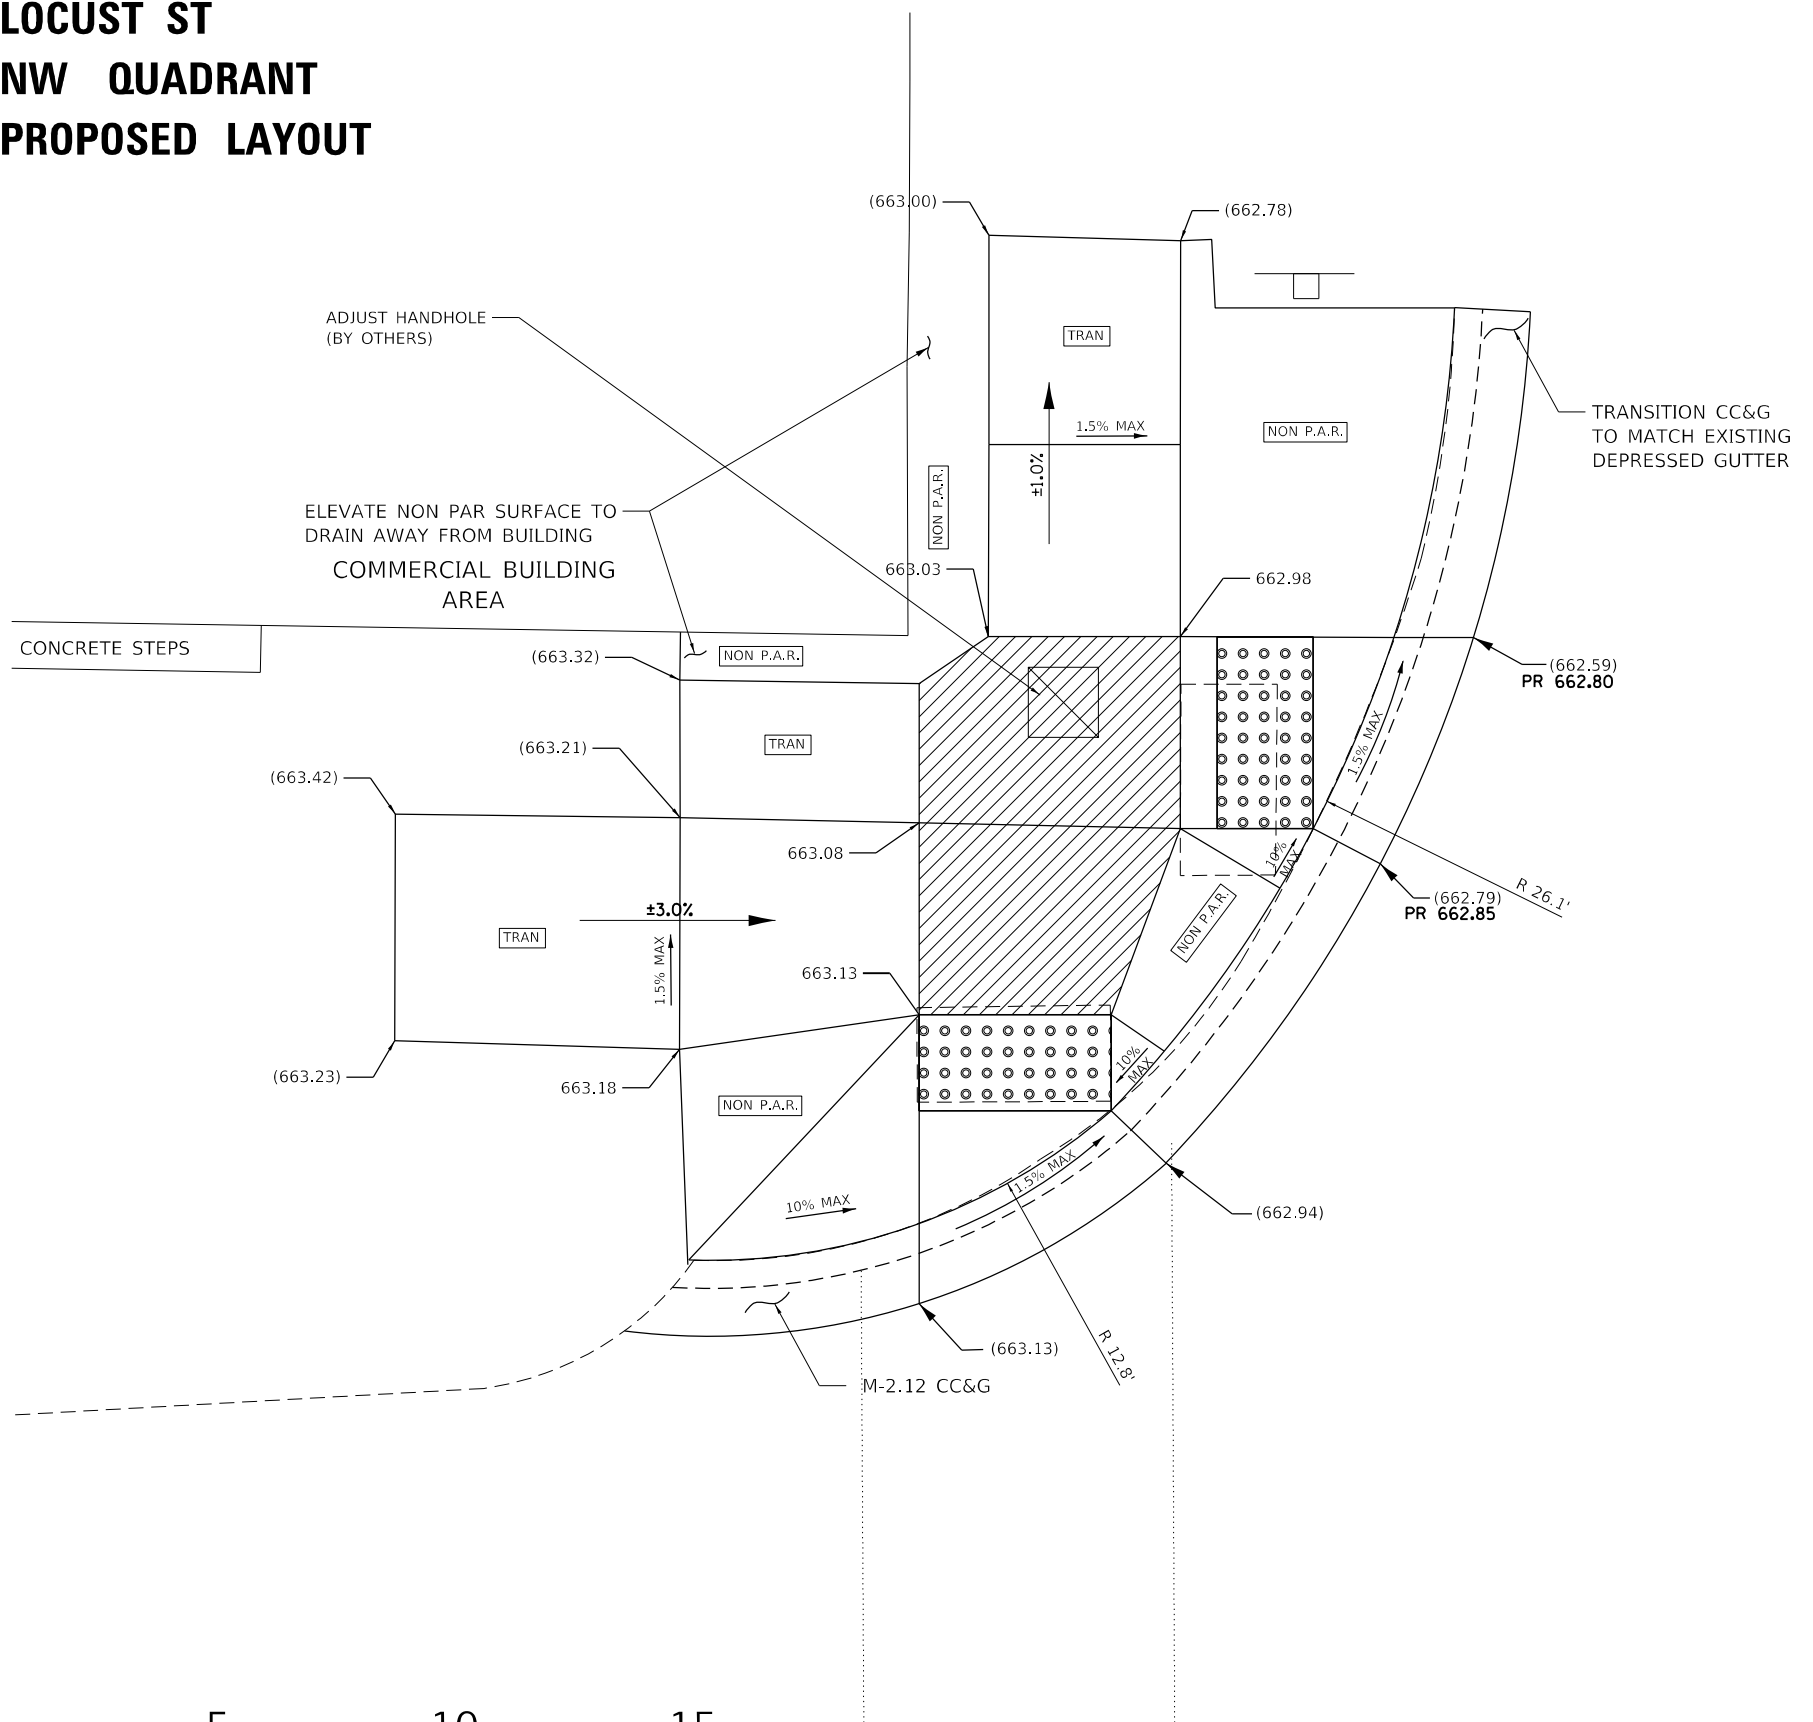 LOCUST ST
NW QUADRANT
PROPOSED LAYOUT
(663.00)
(662.78)
ADJUST HANDHOLE
(BY OTHERS)
TRAN
1.5% MAX
±1.0%
NON P.A.R.
NON P.A.R.
TRANSITION CC&G
TO MATCH EXISTING
DEPRESSED GUTTER
ELEVATE NON PAR SURFACE TO
DRAIN AWAY FROM BUILDING
COMMERCIAL BUILDING
AREA
663.03
662.98
CONCRETE STEPS
(663.32)
NON P.A.R.
(662.59)
PR 662.80
(663.21)
TRAN
1.5% MAX
(663.42)
663.08
10%
MAX
(662.79)
PR 662.85
R 26.1'
±3.0%
TRAN
1.5% MAX
NON P.A.R.
663.13
(663.23)
663.18
10%
MAX
NON P.A.R.
1.5% MAX
10% MAX
(662.94)
(663.13)
R 12.8'
M-2.12 CC&G
5
10
15